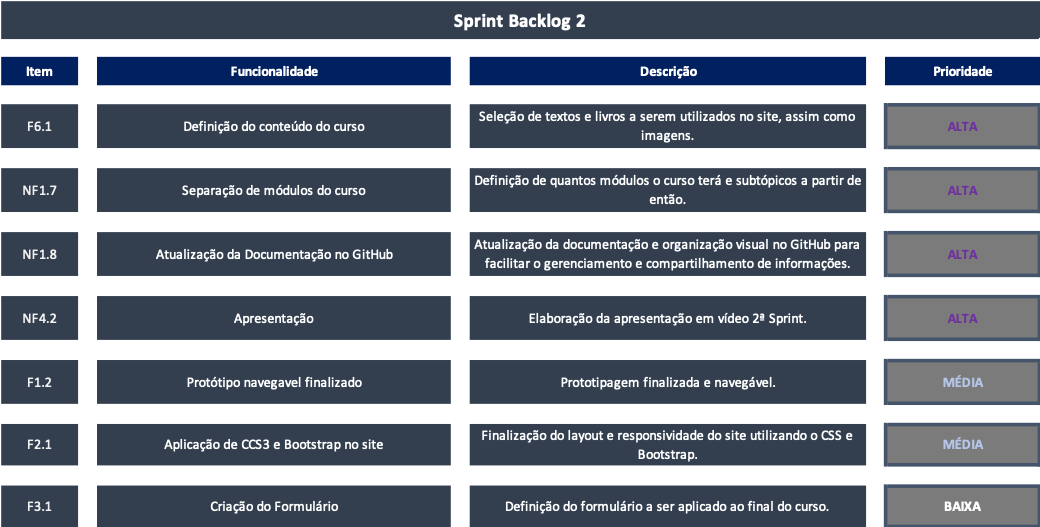 Sprint Backlog 2
Item Funcionalidade Descrição Prioridade
F6.1 Definição do conteúdo do curso Seleção de textos e livros a serem utilizados no site, assim como
imagens. ALTA
NF1.7 Separação de módulos do curso Definição de quantos módulos o curso terá e subtópicos a partir de
então. ALTA
NF1.8 Atualização da Documentação no GitHub Atualização da documentação e organização visual no GitHub para
facilitar o gerenciamento e compartilhamento de informações. ALTA
NF4.2 Apresentação Elaboração da apresentação em vídeo 2ª Sprint. ALTA
F1.2 Protótipo navegavel finalizado Prototipagem finalizada e navegável. MÉDIA
F2.1 Aplicação de CCS3 e Bootstrap no site Finalização do layout e responsividade do site utilizando o CSS e
Bootstrap. MÉDIA
F3.1 Criação do Formulário Definição do formulário a ser aplicado ao final do curso. BAIXA